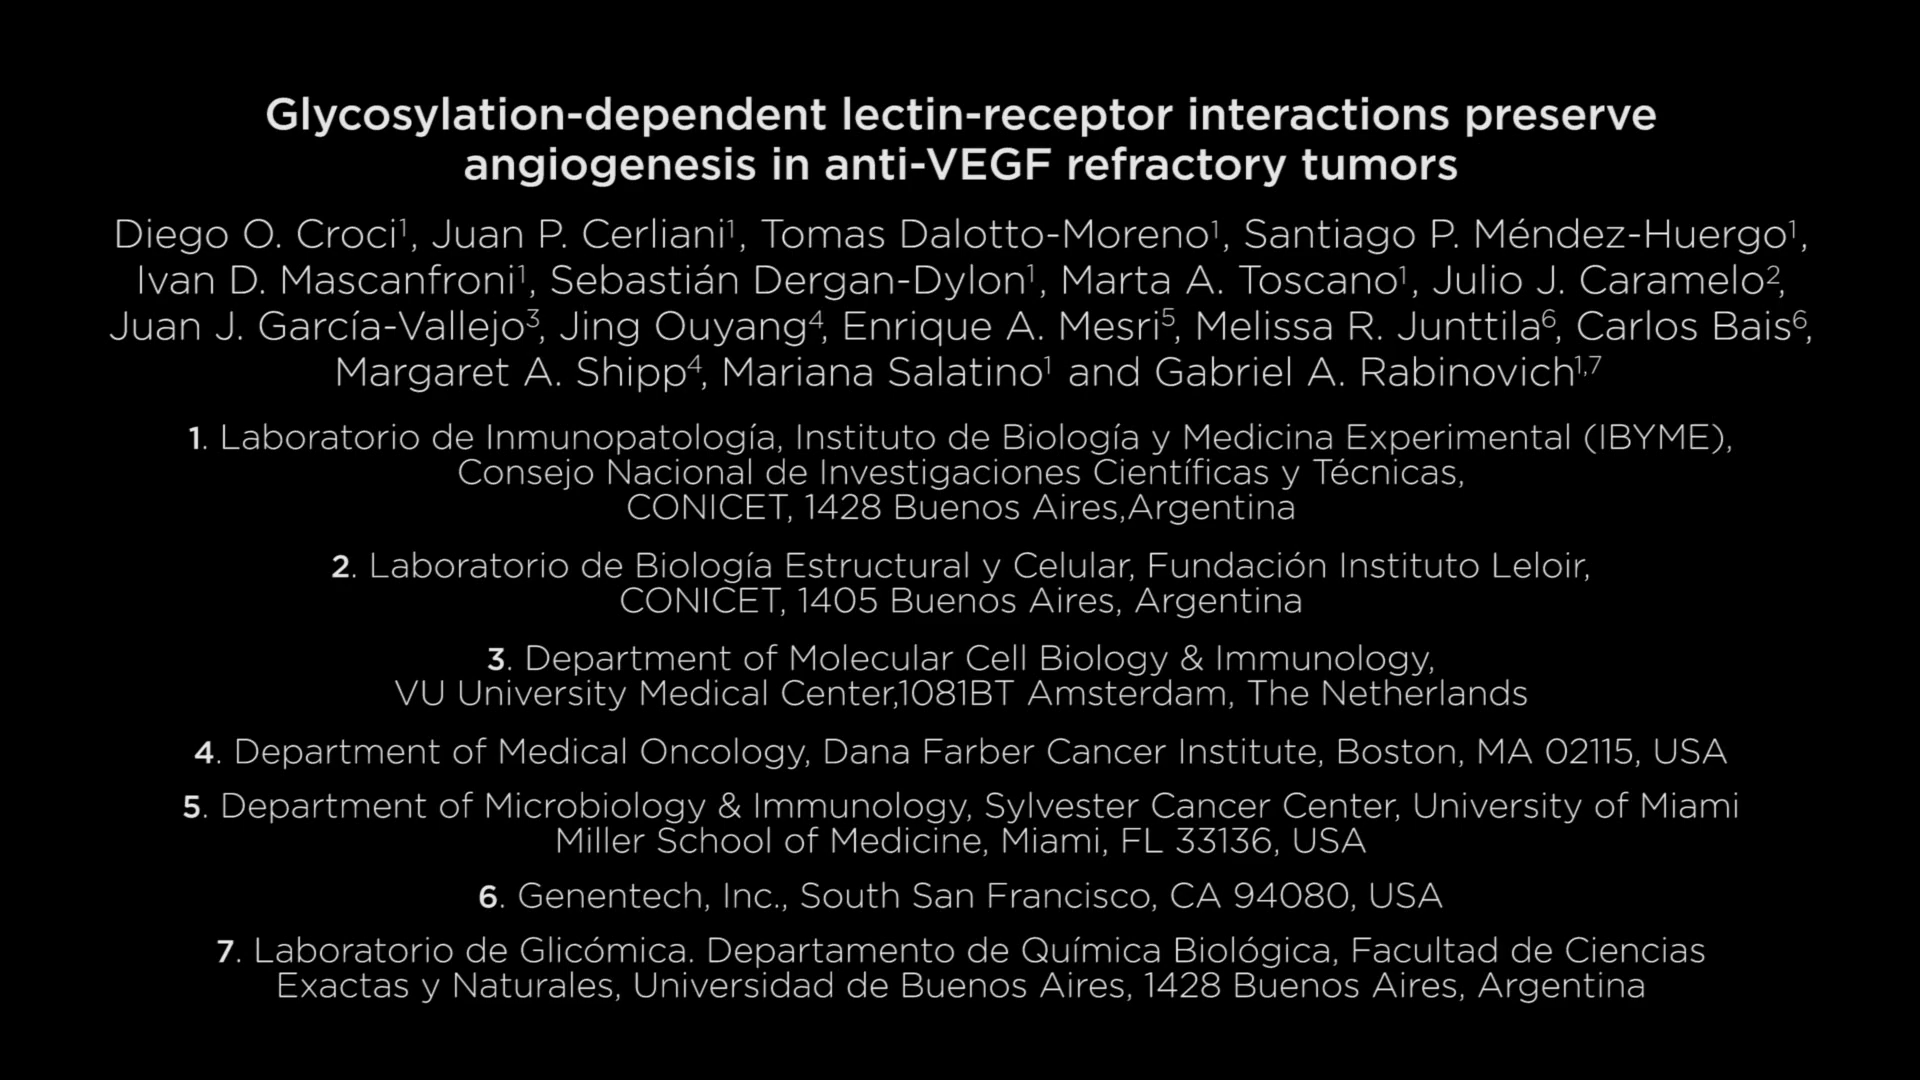 Glycosylation-dependent lectin-receptor interactions preserve
angiogenesis in anti-VEGF refractory tumors
Diego O. Croci¹, Juan P. Cerliani¹, Tomas Dalotto-Moreno¹, Santiago P. Méndez-Huergo¹,
Ivan D. Mascanfroni¹, Sebastián Dergan-Dylon¹, Marta A. Toscano¹, Julio J. Caramelo²,
Juan J. García-Vallejo³, Jing Ouyang⁴, Enrique A. Mesri⁵, Melissa R. Junttila⁶, Carlos Bais⁶,
Margaret A. Shipp⁴, Mariana Salatino¹ and Gabriel A. Rabinovich¹,⁷
1. Laboratorio de Inmunopatología, Instituto de Biología y Medicina Experimental (IBYME),
Consejo Nacional de Investigaciones Científicas y Técnicas,
CONICET, 1428 Buenos Aires,Argentina
2. Laboratorio de Biología Estructural y Celular, Fundación Instituto Leloir,
CONICET, 1405 Buenos Aires, Argentina
3. Department of Molecular Cell Biology & Immunology,
VU University Medical Center,1081BT Amsterdam, The Netherlands
4. Department of Medical Oncology, Dana Farber Cancer Institute, Boston, MA 02115, USA
5. Department of Microbiology & Immunology, Sylvester Cancer Center, University of Miami
Miller School of Medicine, Miami, FL 33136, USA
6. Genentech, Inc., South San Francisco, CA 94080, USA
7. Laboratorio de Glicómica. Departamento de Química Biológica, Facultad de Ciencias
Exactas y Naturales, Universidad de Buenos Aires, 1428 Buenos Aires, Argentina